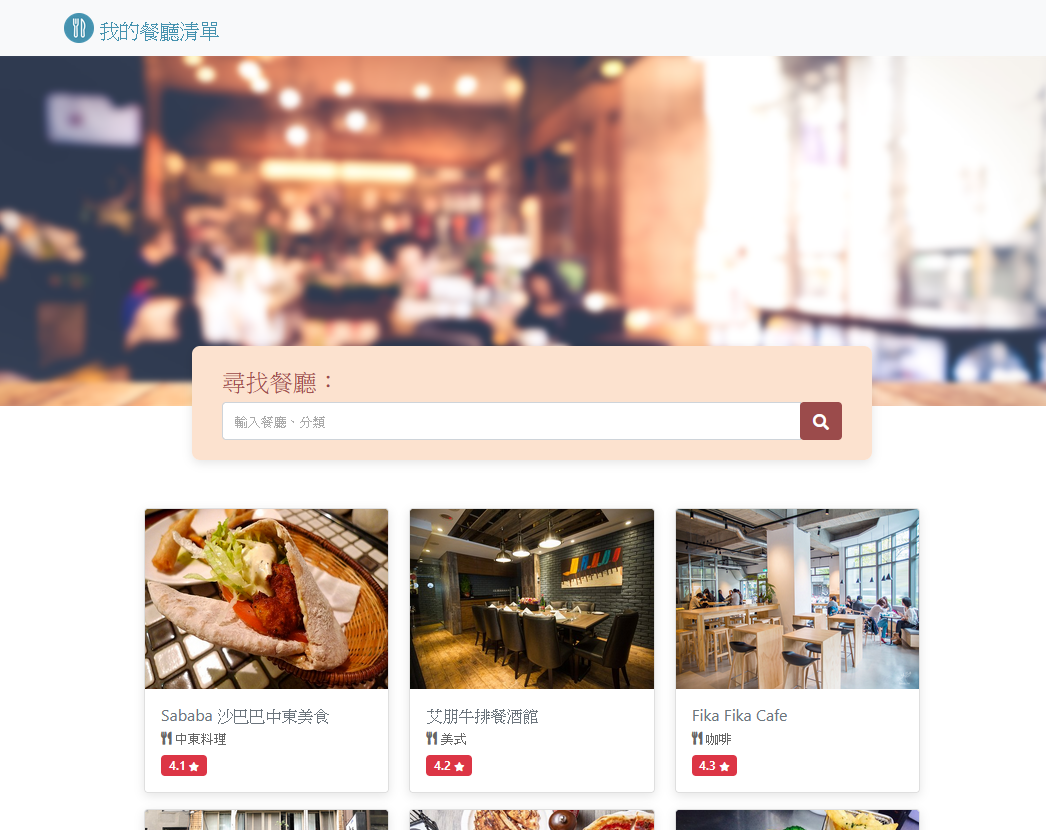 我的餐廳清單
尋找餐廳：
輸入餐廳、分類
Sababa 沙巴巴中東美食
中東料理
4.1
艾朋牛排餐酒館
美式
4.2
Fika Fika Cafe
咖啡
4.3